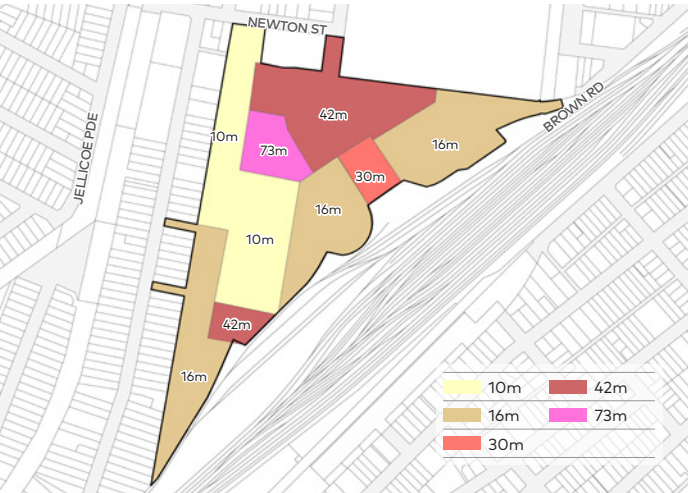 NEWTON ST
BROWN RD
JELLICOE PDE
42m
10m
73m
16m
30m
16m
10m
42m
16m
10m 42m
16m 73m
30m